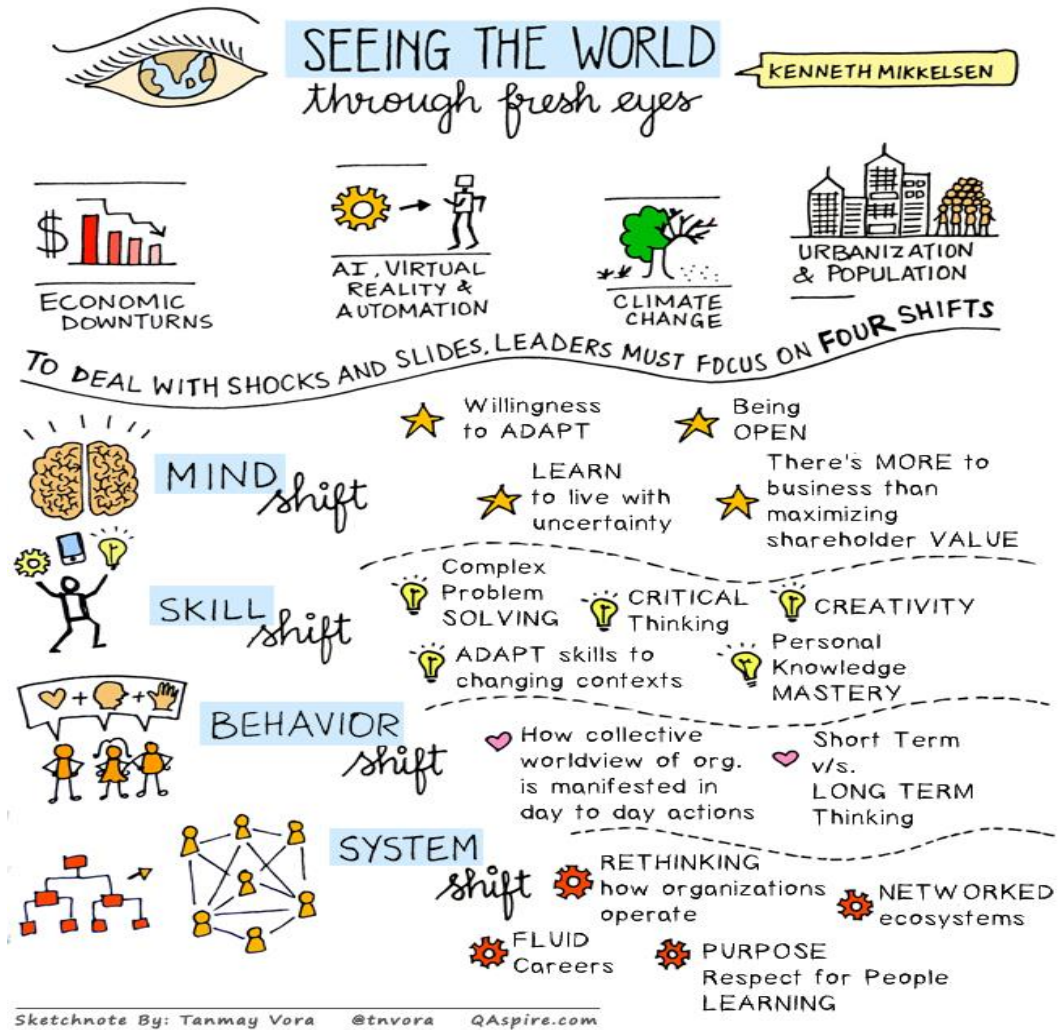 SEEING THE WORLD
through fresh eyes
KENNETH MIKKELSEN
$
ECONOMIC
DOWNTURNS
AI, VIRTUAL
REALITY &
AUTOMATION
CLIMATE
CHANGE
URBANIZATION
& POPULATION
TO DEAL WITH SHOCKS AND SLIDES, LEADERS MUST FOCUS ON FOUR SHIFTS
MIND
shift
Willingness
to ADAPT
Being
OPEN
LEARN
to live with
uncertainty
There's MORE to
business than
maximizing
shareholder VALUE
SKILL
shift
Complex
Problem
SOLVING
CRITICAL
Thinking
CREATIVITY
ADAPT skills to
changing contexts
Personal
Knowledge
MASTERY
BEHAVIOR
shift
How collective
worldview of org.
is manifested in
day to day actions
Short Term
v/s.
LONG TERM
Thinking
SYSTEM
shift
RETHINKING
how organizations
operate
NETWORKED
ecosystems
FLUID
Careers
PURPOSE
Respect for People
LEARNING
Sketchnote By: Tanmay Vora @tnvora QAspire.com